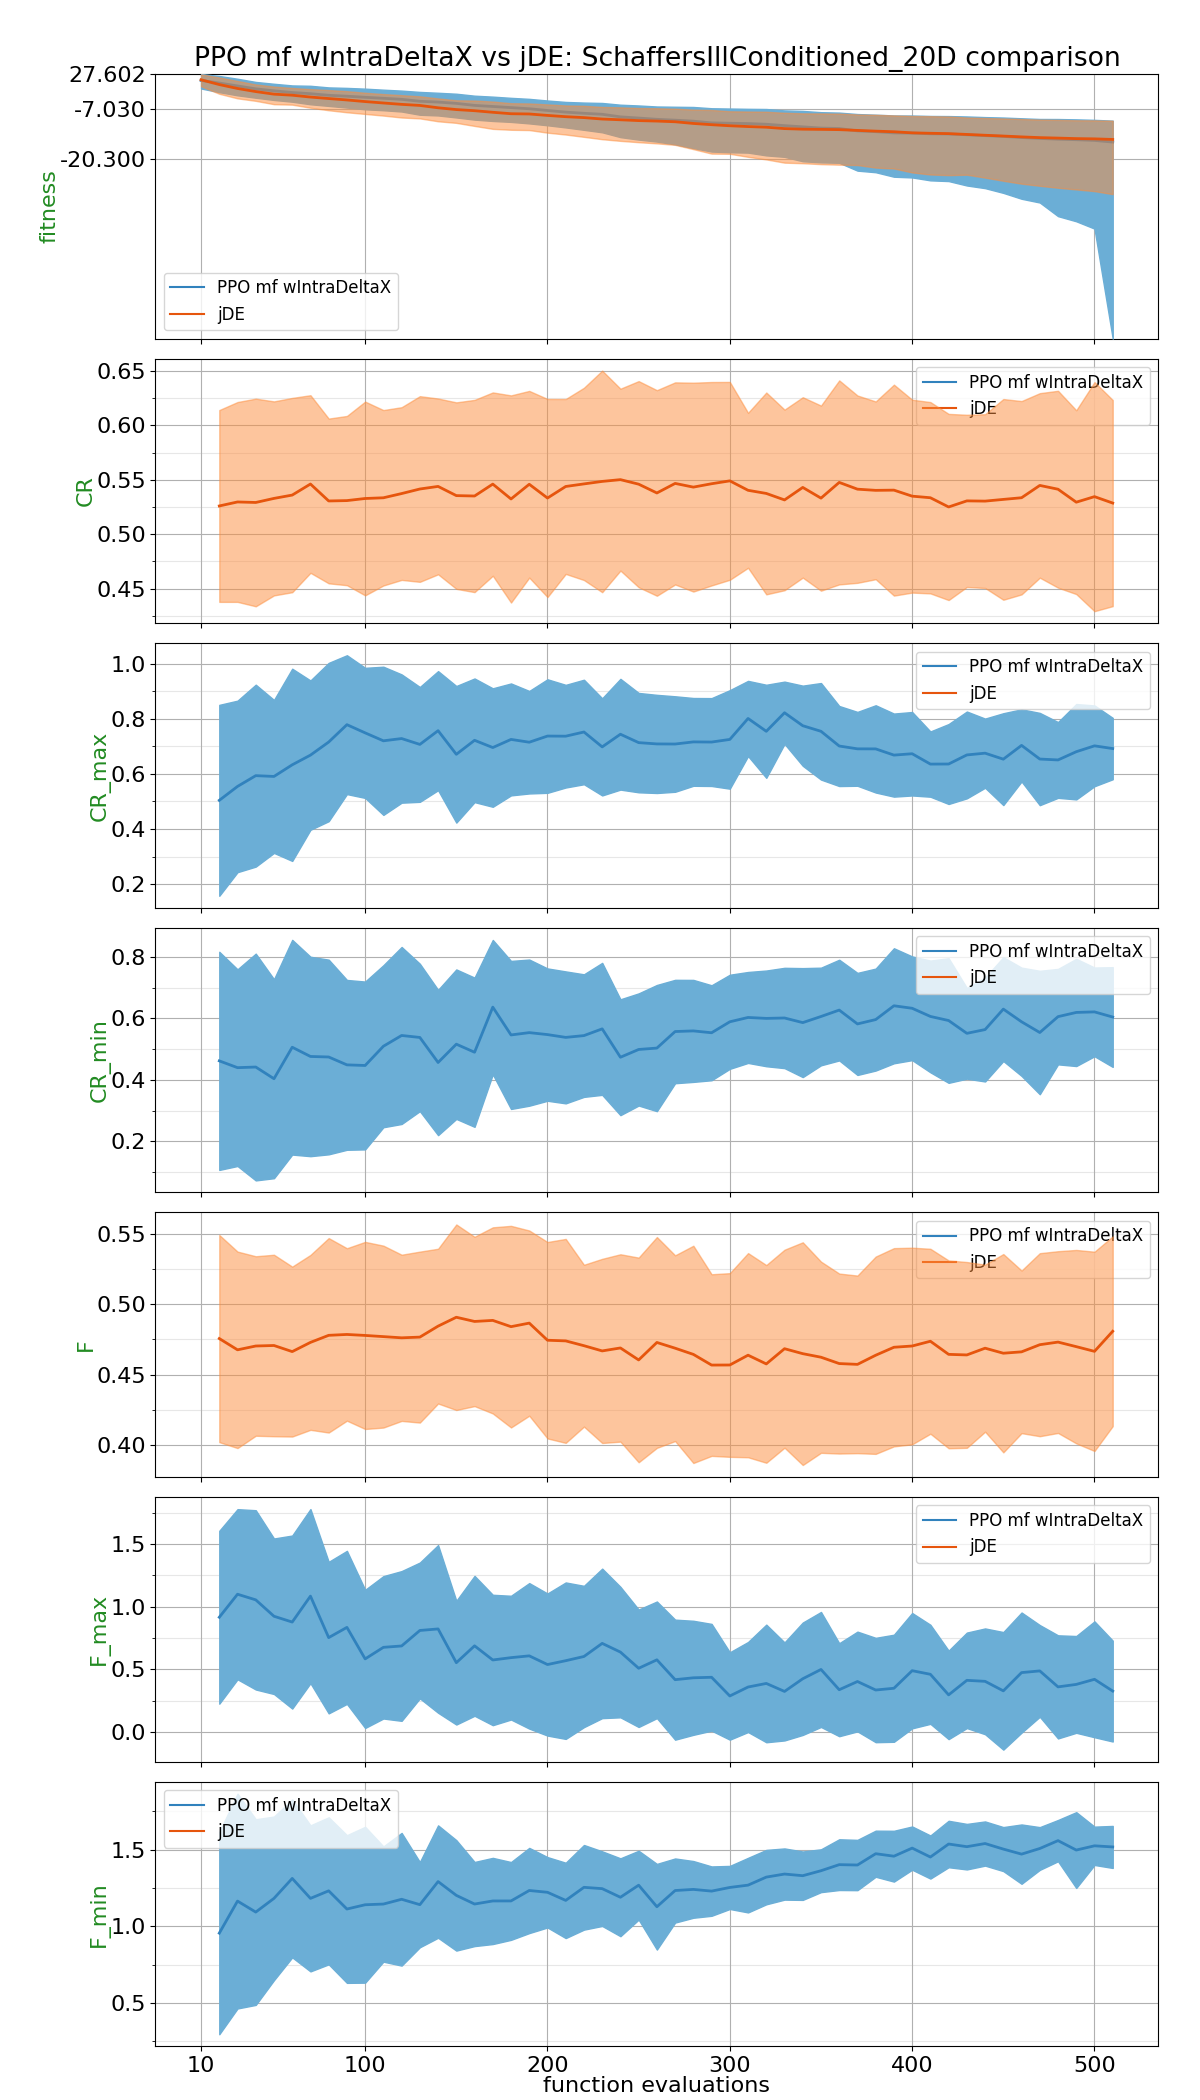 PPO mf wIntraDeltaX vs jDE: SchaffersIllConditioned_20D comparison
27.602
-7.030
-20.300
fitness
PPO mf wIntraDeltaX
jDE
0.65
0.60
0.55
0.50
0.45
CR
PPO mf wIntraDeltaX
jDE
1.0
0.8
0.6
0.4
0.2
CR_max
PPO mf wIntraDeltaX
jDE
0.8
0.6
0.4
0.2
CR_min
PPO mf wIntraDeltaX
jDE
0.55
0.50
0.45
0.40
F
PPO mf wIntraDeltaX
jDE
1.5
1.0
0.5
0.0
F_max
PPO mf wIntraDeltaX
jDE
1.5
1.0
0.5
F_min
PPO mf wIntraDeltaX
jDE
10 100 200 300 400 500
function evaluations